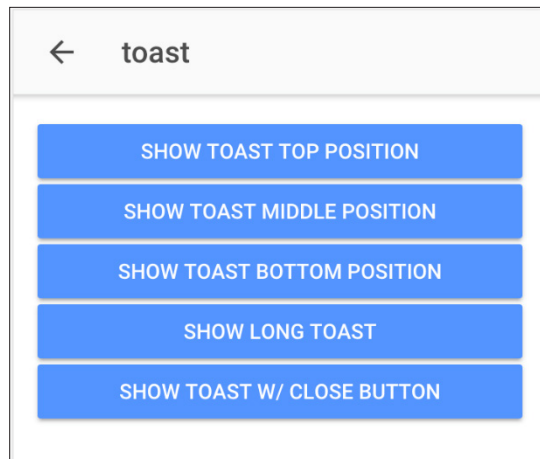 toast
SHOW TOAST TOP POSITION
SHOW TOAST MIDDLE POSITION
SHOW TOAST BOTTOM POSITION
SHOW LONG TOAST
SHOW TOAST W/ CLOSE BUTTON